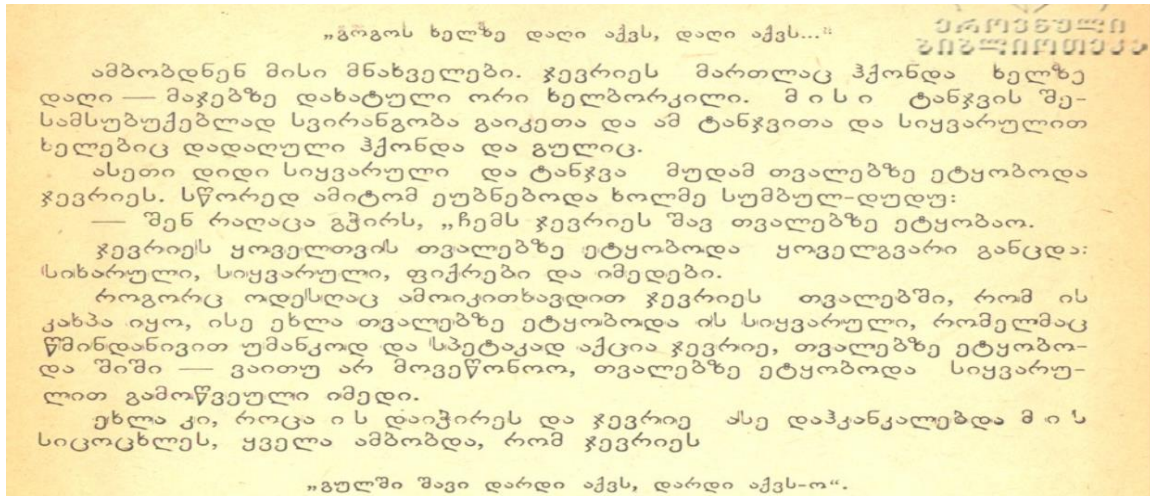 „გოგოს ხელზე დაღი აქვს, დაღი აქვს...“
ამბობდნენ მისი მნახველები. ჯევრიეს მართლაც ჰქონდა ხელზე
დაღი — მაჯებზე დახატული ორი ხელბორკილი. მ ი ს ი ტანჯვის შე-
სამსუბუქებლად სვირანგობა გაიკეთა და ამ ტანჯვითა და სიყვარულით
ხელებიც დადაღული ჰქონდა და გულიც.
ასეთი დიდი სიყვარული და ტანჯვა მუდამ თვალებზე ეტყობოდა
ჯევრიეს. სწორედ ამიტომ ეუბნებოდა ხოლმე სუმბულ-დუდუ:
— შენ რაღაცა გჭირს, „ჩემს ჯევრიეს შავ თვალებზე ეტყობაო.
ჯევრიეს ყოველთვის თვალებზე ეტყობოდა ყოველგვარი განცდა:
სიხარული, სიყვარული, ფიქრები და იმედები.
როგორც ოდესღაც ამოიკითხავდით ჯევრიეს თვალებში, რომ ის
კახპა იყო, ისე ეხლა თვალებზე ეტყობოდა ის სიყვარული, რომელმაც
წმინდანივით უმანკოდ და სპეტაკად აქცია ჯევრიე, თვალებზე ეტყობო-
და შიში — ვაითუ არ მოვეწონოო, თვალებზე ეტყობოდა სიყვარუ-
ლით გამოწვეული იმედი.
ეხლა კი, როცა ი ს დაიჭირეს და ჯევრიე ასე დაჰკანკალებდა მ ი ს
სიცოცხლეს, ყველა ამბობდა, რომ ჯევრიეს
„გულში შავი დარდი აქვს, დარდი აქვს-ო“.